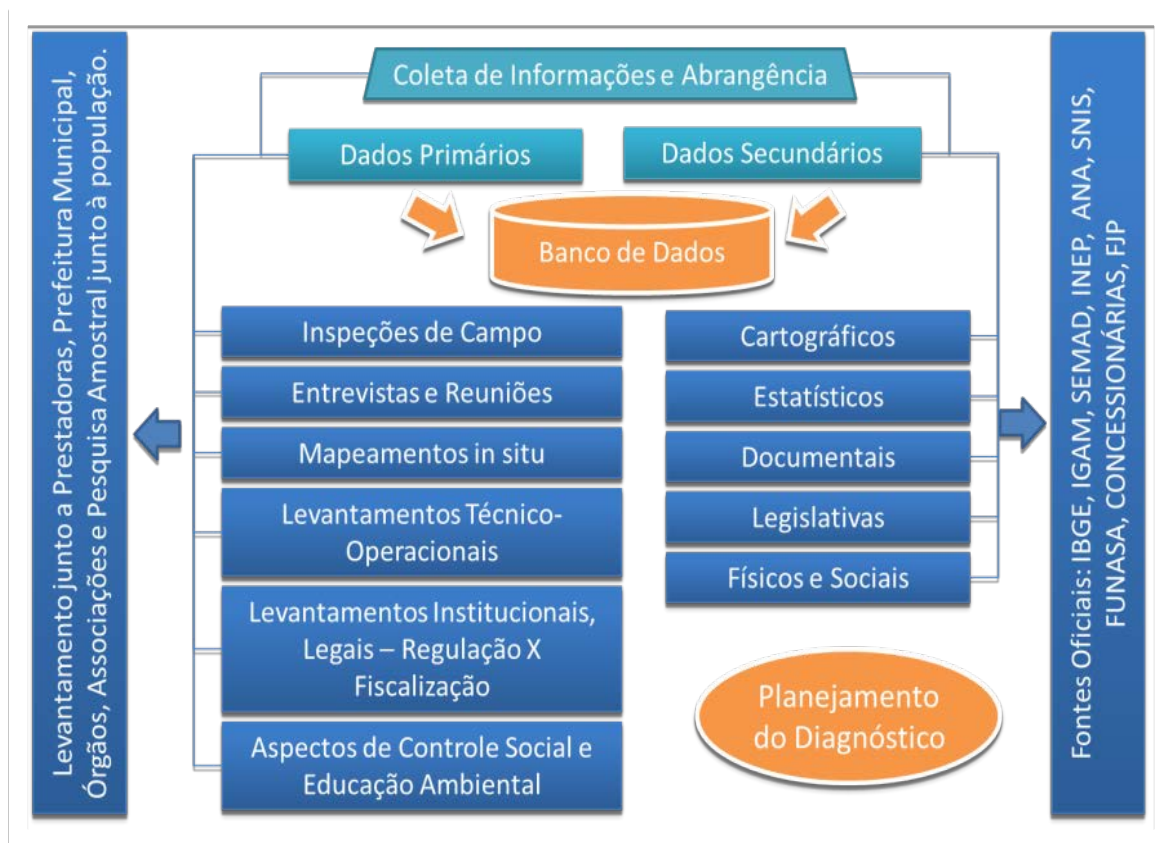 Coleta de Informações e Abrangência
Dados Primários
Dados Secundários
Banco de Dados
Levantamento junto a Prestadoras, Prefeitura Municipal,
Órgãos, Associações e Pesquisa Amostral junto à população.
Inspeções de Campo
Entrevistas e Reuniões
Mapeamentos in situ
Levantamentos Técnico-
Operacionais
Levantamentos Institucionais,
Legais – Regulação X
Fiscalização
Aspectos de Controle Social e
Educação Ambiental
Cartográficos
Estatísticos
Documentais
Legislativas
Físicos e Sociais
Planejamento
do Diagnóstico
Fontes Oficiais: IBGE, IGAM, SEMAD, INEP, ANA, SNIS,
FUNASA, CONCESSIONÁRIAS, FJP